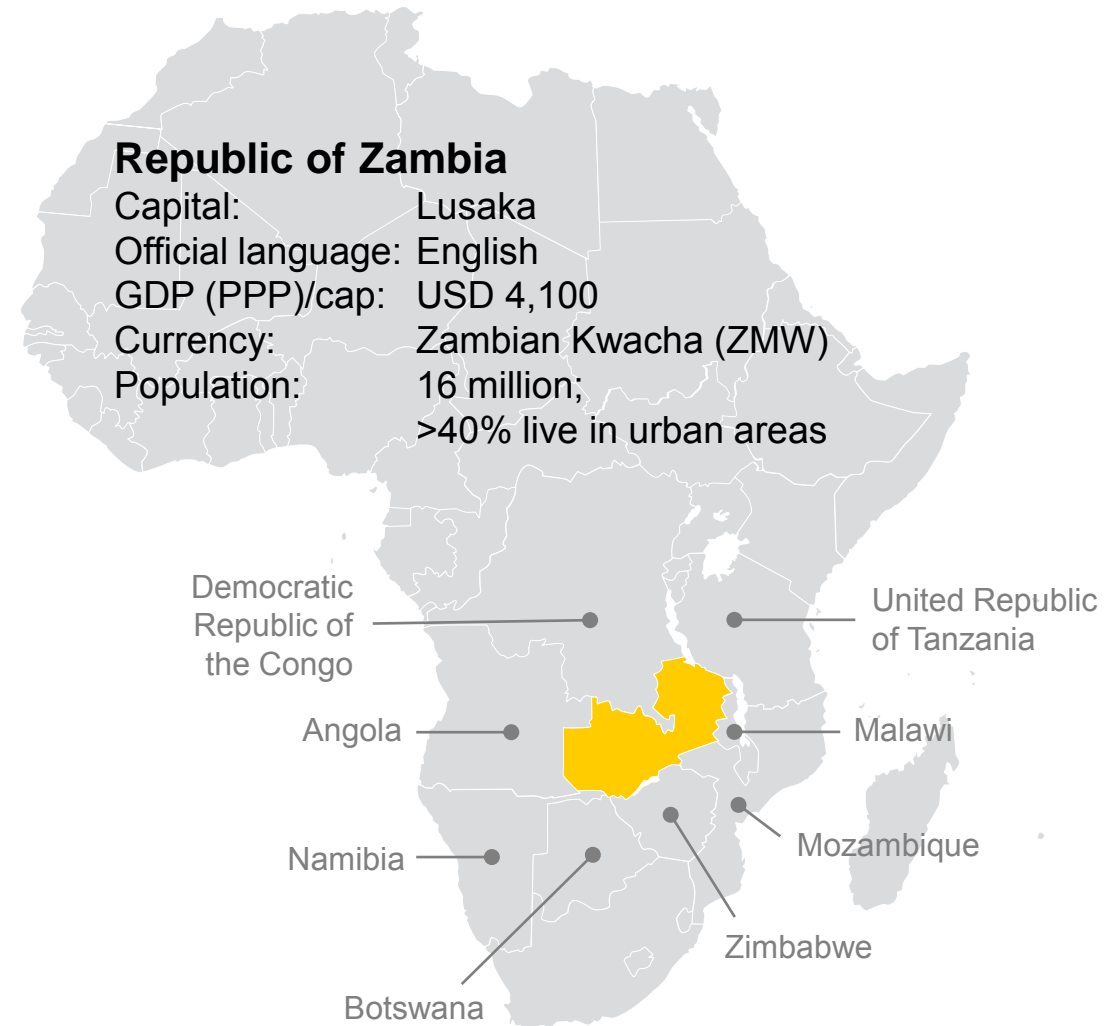 Republic of Zambia
Capital: Lusaka
Official language: English
GDP (PPP)/cap: USD 4,100
Currency: Zambian Kwacha (ZMW)
Population: 16 million;
>40% live in urban areas
Democratic
Republic of
the Congo
United Republic
of Tanzania
Angola
Malawi
Namibia
Mozambique
Zimbabwe
Botswana